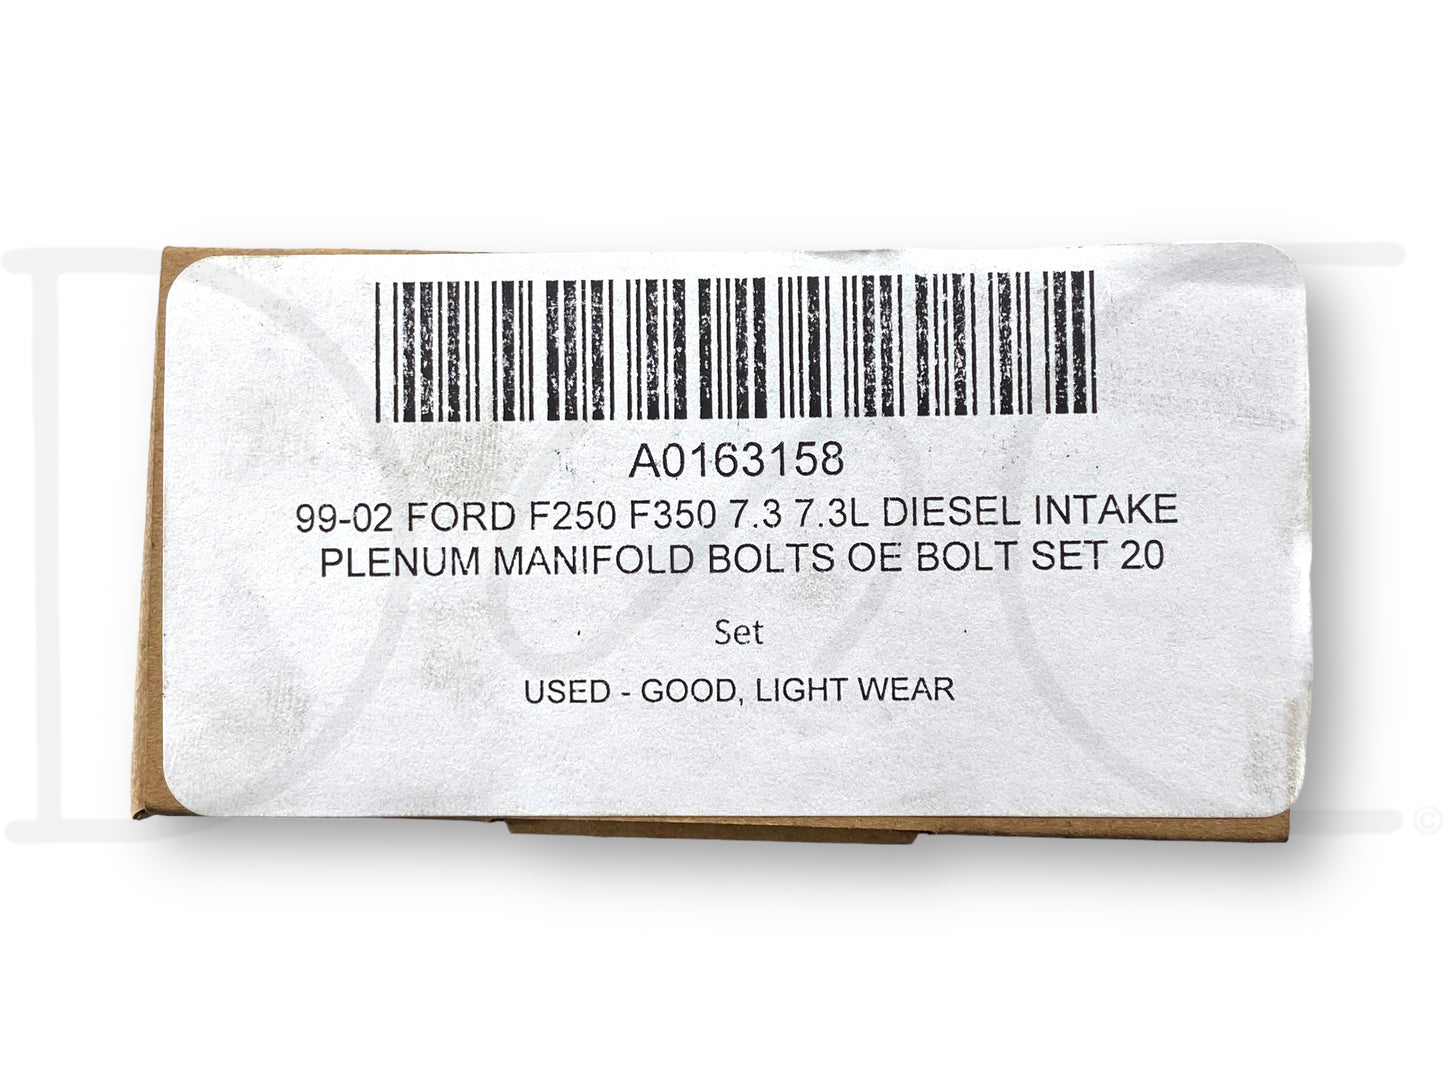 A0163158
99-02 FORD F250 F350 7.3 7.3L DIESEL INTAKE
PLENUM MANIFOLD BOLTS OE BOLT SET 20
Set
USED - GOOD, LIGHT WEAR
©